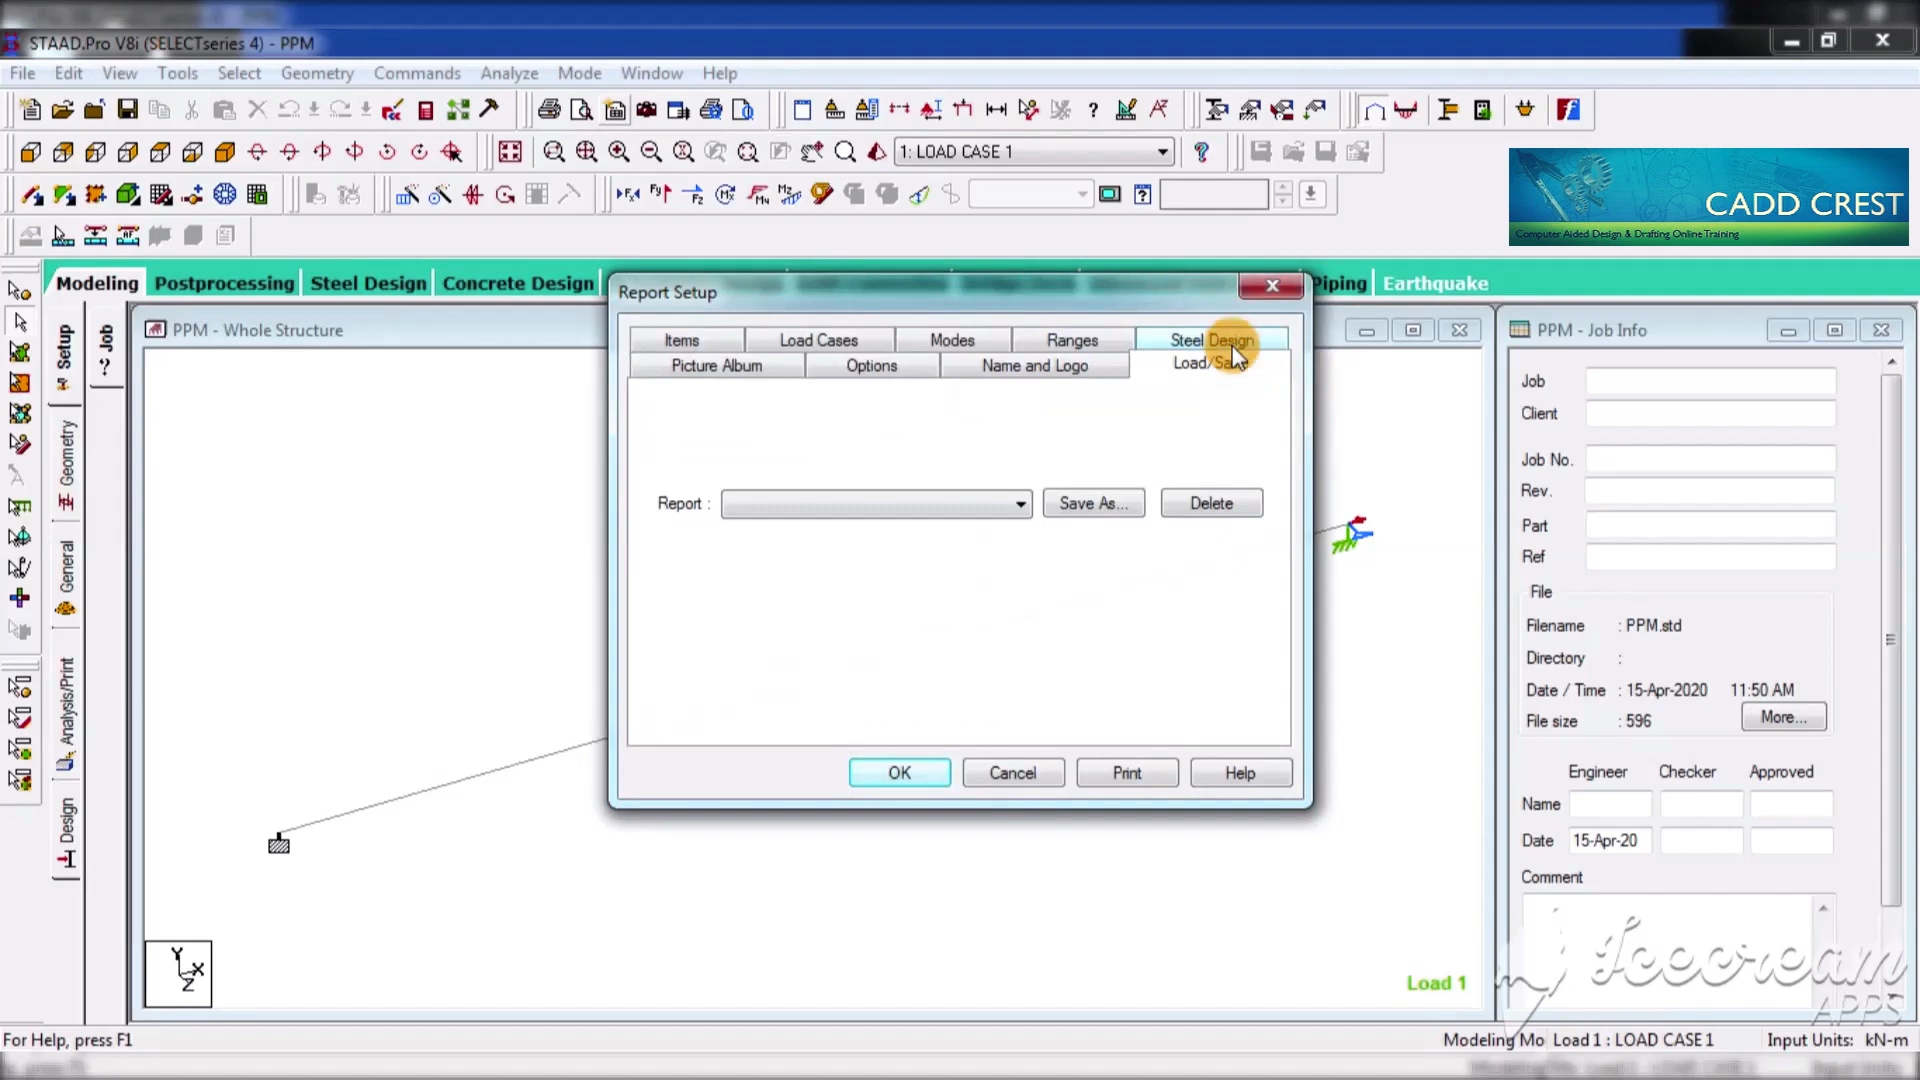 STAAD.Pro V8i (SELECTseries 4) - PPM
File Edit View Tools Select Geometry Commands Analyze Mode Window Help
1: LOAD CASE 1
CADD CREST
Computer Aided Design & Drafting Online Training
Modeling Postprocessing Steel Design Concrete Design Piping Earthquake
Setup
Job
Geometry
General
Analysis/Print
Design
PPM - Whole Structure
Report Setup
Items Load Cases Modes Ranges Steel Design
Picture Album Options Name and Logo Load/Save
Report :
Save As...
Delete
OK Cancel Print Help
Y
X
Z
Load 1
PPM - Job Info
Job
Client
Job No.
Rev.
Part
Ref
File
Filename : PPM.std
Directory :
Date / Time : 15-Apr-2020 11:50 AM
File size : 596
More...
Engineer Checker Approved
Name
Date 15-Apr-20
Comment
Icecream
APPS
For Help, press F1
Modeling Mo Load 1 : LOAD CASE 1 Input Units: kN-m